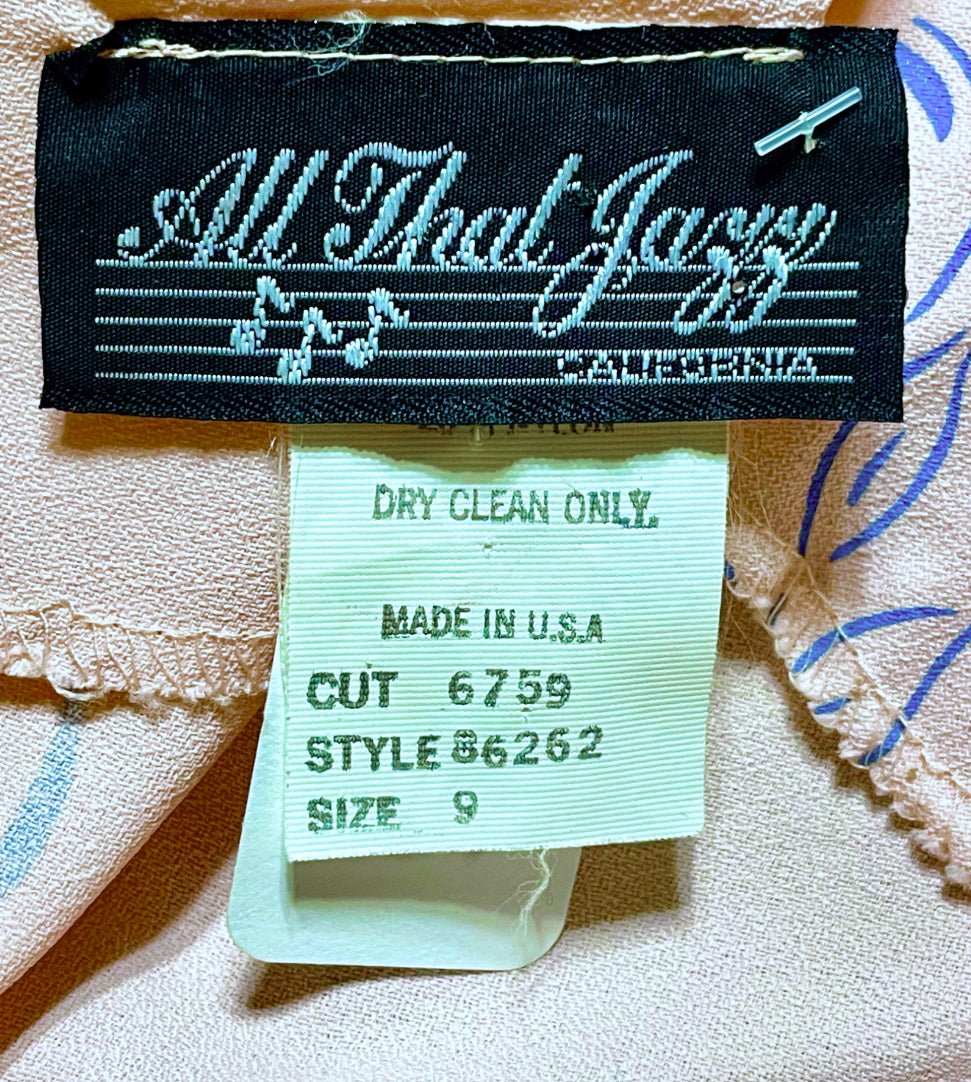 All That Jazz
CALIFORNIA
DRY CLEAN ONLY.
MADE IN U.S.A
CUT 6759
STYLE 86262
SIZE 9